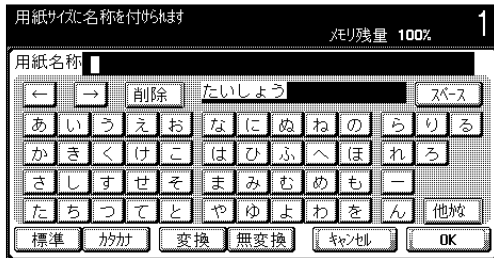 用紙サイズに名称を付けられます
メモリ残量 100% 1
用紙名称
← → 削除 たいしょう スペース
あ い う え お な に ぬ ね の ら り る
か き く け こ は ひ ふ へ ほ れ ろ
さ し す せ そ ま み む め も ー
た ち つ て と や ゆ よ わ を ん 他かな
標準 カタカナ 変換 無変換 キャンセル OK